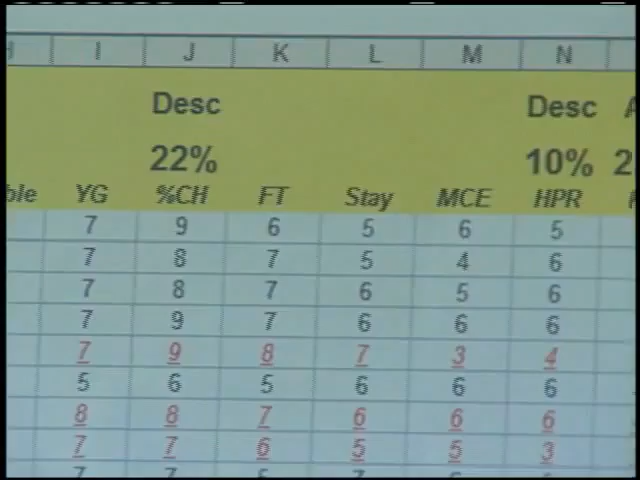 I J K L M N
Desc Desc
22% 10% 2
ble YG %CH FT Stay MCE HPR
7 9 6 5 6 5
7 8 7 5 4 6
7 8 7 6 5 6
7 9 7 6 6 6
7 9 8 7 3 4
5 6 5 6 6 6
8 8 7 6 6 6
7 7 6 5 5 3